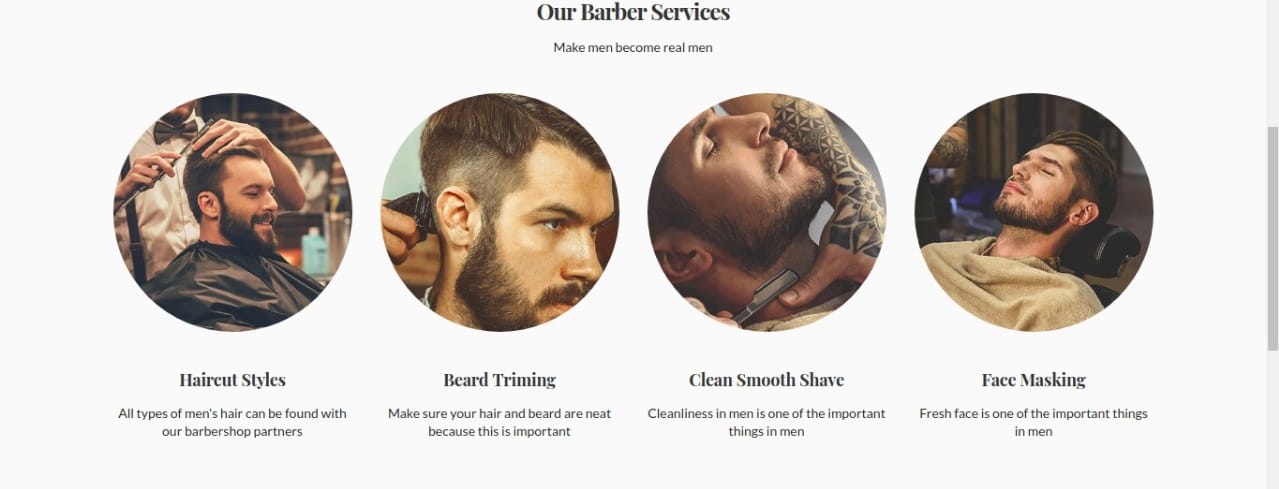 Our Barber Services
Make men become real men
Haircut Styles
All types of men's hair can be found with
our barbershop partners
Beard Triming
Make sure your hair and beard are neat
because this is important
Clean Smooth Shave
Cleanliness in men is one of the important
things in men
Face Masking
Fresh face is one of the important things
in men